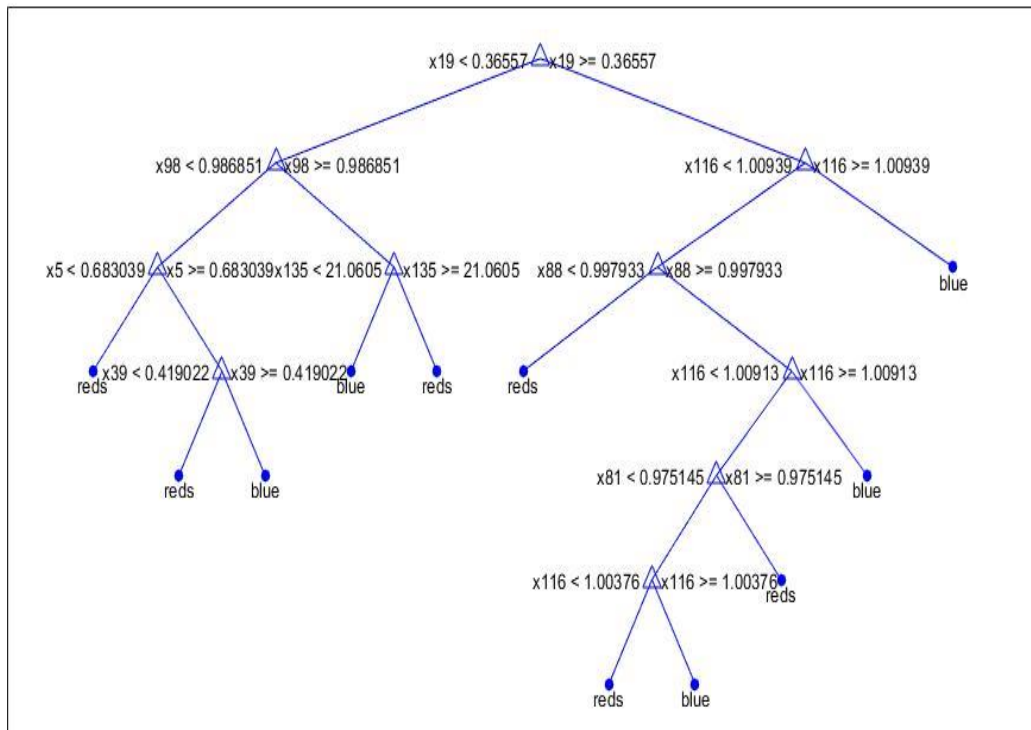 x19 < 0.36557 x19 >= 0.36557
x98 < 0.986851 x98 >= 0.986851 x116 < 1.00939 x116 >= 1.00939
x5 < 0.683039 x5 >= 0.683039 x135 < 21.0605 x135 >= 21.0605 x88 < 0.997933 x88 >= 0.997933
blue
x39 < 0.419022 x39 >= 0.419022 x116 < 1.00913 x116 >= 1.00913
reds blue reds reds
x81 < 0.975145 x81 >= 0.975145
reds blue blue
x116 < 1.00376 x116 >= 1.00376
reds
reds blue